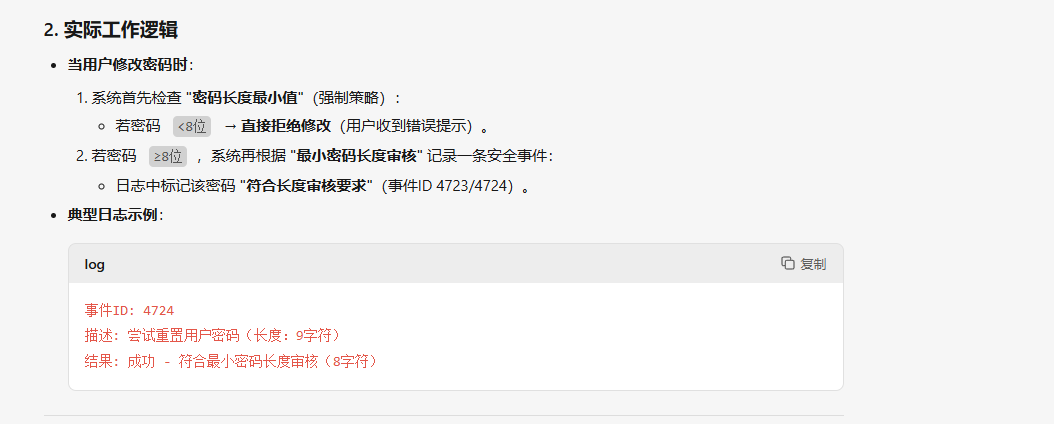 2. 实际工作逻辑
• 当用户修改密码时：
1. 系统首先检查 "密码长度最小值"（强制策略）：
○ 若密码 <8位 → 直接拒绝修改（用户收到错误提示）。
2. 若密码 ≥8位 ，系统再根据 "最小密码长度审核" 记录一条安全事件：
○ 日志中标记该密码 "符合长度审核要求"（事件ID 4723/4724）。
• 典型日志示例：
log 复制
事件ID: 4724
描述: 尝试重置用户密码（长度：9字符）
结果: 成功 - 符合最小密码长度审核（8字符）